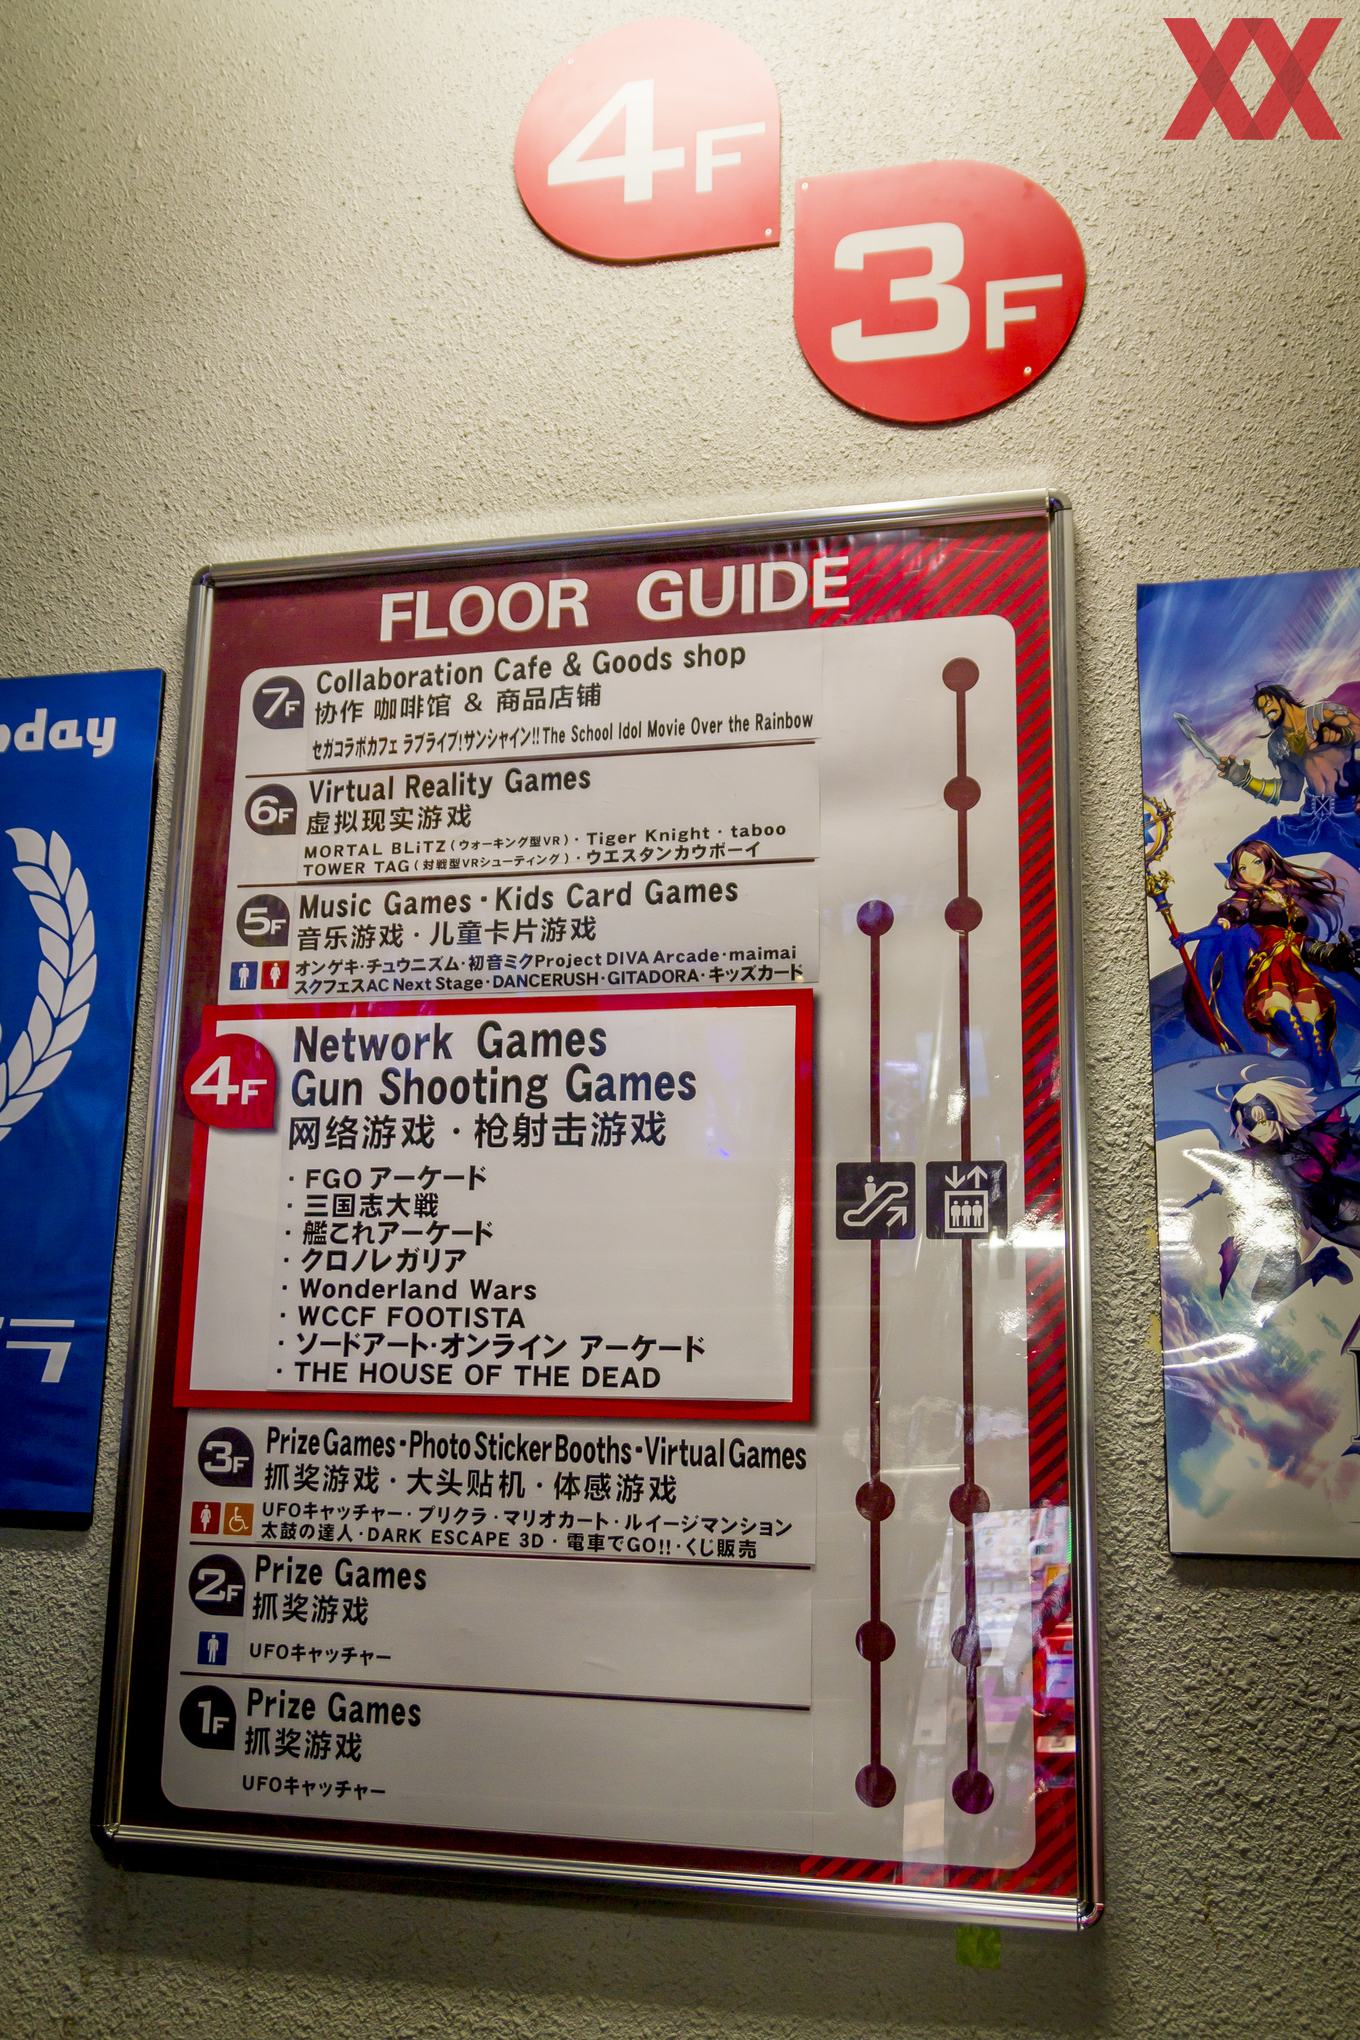 XX
4F
3F
oday
ラ
FLOOR GUIDE
7F
Collaboration Cafe & Goods shop
协作 咖啡馆 & 商品店铺
セガコラボカフェ ラブライブ!サンシャイン!! The School Idol Movie Over the Rainbow
6F
Virtual Reality Games
虚拟现实游戏
MORTAL BLiTZ(ウォーキング型VR)・Tiger Knight・taboo
TOWER TAG(対戦型VRシューティング)・ウエスタンカウボーイ
5F
Music Games・Kids Card Games
音乐游戏・儿童卡片游戏
オンゲキ・チュウニズム・初音ミクProject DIVA Arcade・maimai
スクフェスAC Next Stage・DANCERUSH・GITADORA・キッズカード
4F
Network Games
Gun Shooting Games
网络游戏・枪射击游戏
・FGO アーケード
・三国志大戦
・艦これアーケード
・クロノレガリア
・Wonderland Wars
・WCCF FOOTISTA
・ソードアート・オンライン アーケード
・THE HOUSE OF THE DEAD
3F
Prize Games・Photo Sticker Booths・Virtual Games
抓奖游戏・大头贴机・体感游戏
UFOキャッチャー・プリクラ・マリオカート・ルイージマンション
太鼓の達人・DARK ESCAPE 3D・電車でGO!!・くじ販売
2F
Prize Games
抓奖游戏
UFOキャッチャー
1F
Prize Games
抓奖游戏
UFOキャッチャー